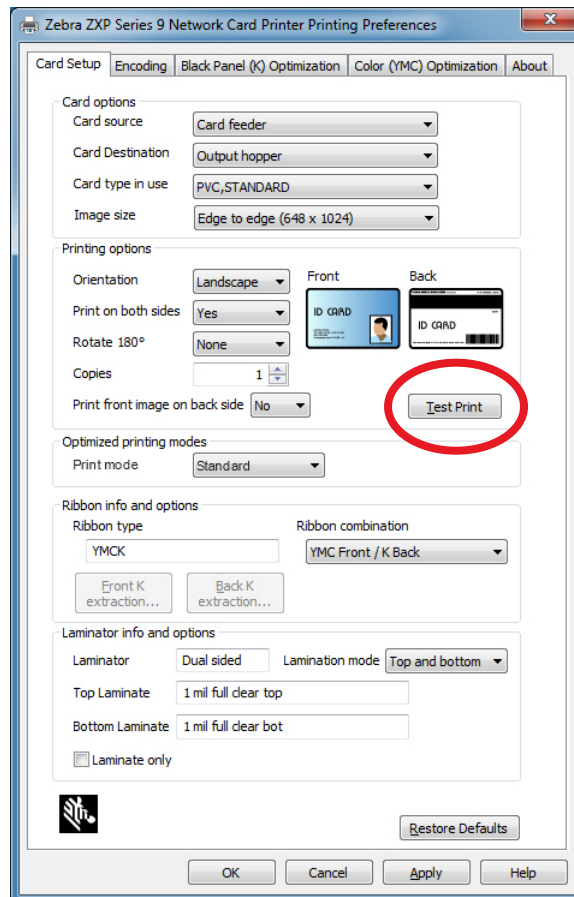 Zebra ZXP Series 9 Network Card Printer Printing Preferences
Card Setup Encoding Black Panel (K) Optimization Color (YMC) Optimization About
Card options
Card source Card feeder
Card Destination Output hopper
Card type in use PVC,STANDARD
Image size Edge to edge (648 x 1024)
Printing options
Orientation Landscape Front Back
Print on both sides Yes
ID CARD ID CARD
Rotate 180° None
Copies 1
Print front image on back side No Test Print
Optimized printing modes
Print mode Standard
Ribbon info and options
Ribbon type Ribbon combination
YMCK YMC Front / K Back
Front K extraction... Back K extraction...
Laminator info and options
Laminator Dual sided Lamination mode Top and bottom
Top Laminate 1 mil full clear top
Bottom Laminate 1 mil full clear bot
Laminate only
Restore Defaults
OK Cancel Apply Help